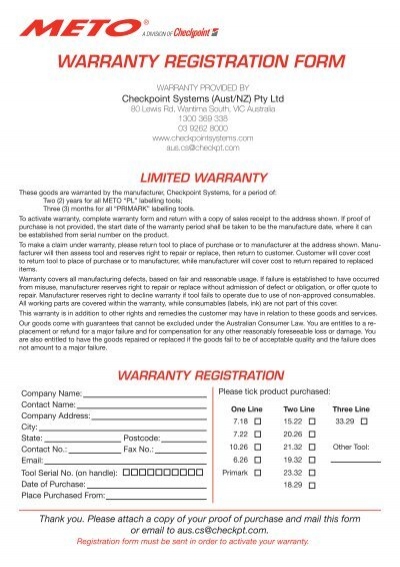 METO® A DIVISION OF Checkpoint
WARRANTY REGISTRATION FORM
WARRANTY PROVIDED BY
Checkpoint Systems (Aust/NZ) Pty Ltd
80 Lewis Rd, Wantirna South, VIC Australia
1300 369 338
03 9262 8000
www.checkpointsystems.com
aus.cs@checkpt.com
LIMITED WARRANTY
These goods are warranted by the manufacturer, Checkpoint Systems, for a period of:
Two (2) years for all METO "PL" labelling tools;
Three (3) months for all "PRIMARK" labelling tools.
To activate warranty, complete warranty form and return with a copy of sales receipt to the address shown. If proof of
purchase is not provided, the start date of the warranty period shall be taken to be the manufacture date, where it can
be established from serial number on the product.
To make a claim under warranty, please return tool to place of purchase or to manufacturer at the address shown. Manu-
facturer will then assess tool and reserves right to repair or replace, then return to customer. Customer will cover cost
to return tool to place of purchase or to manufacturer, while manufacturer will cover cost to return repaired to replaced
items.
Warranty covers all manufacturing defects, based on fair and reasonable usage. If failure is established to have occurred
from misuse, manufacturer reserves right to repair or replace without admission of defect or obligation, or offer quote to
repair. Manufacturer reserves right to decline warranty if tool fails to operate due to use of non-approved consumables.
All working parts are covered within the warranty, while consumables (labels, ink) are not part of this cover.
This warranty is in addition to other rights and remedies the customer may have in relation to these goods and services.
Our goods come with guarantees that cannot be excluded under the Australian Consumer Law. You are entitles to a re-
placement or refund for a major failure and for compensation for any other reasonably foreseeable loss or damage. You
are also entitled to have the goods repaired or replaced if the goods fail to be of acceptable quality and the failure does
not amount to a major failure.
WARRANTY REGISTRATION
Company Name:
Contact Name:
Company Address:
City:
State: Postcode:
Contact No.: Fax No.:
Email:
Tool Serial No. (on handle):
Date of Purchase:
Place Purchased From:
Please tick product purchased:
One Line Two Line Three Line
7.18 15.22 33.29
7.22 20.26
10.26 21.32 Other Tool:
6.26 19.32
Primark 23.32
18.29
Thank you. Please attach a copy of your proof of purchase and mail this form
or email to aus.cs@checkpt.com.
Registration form must be sent in order to activate your warranty.